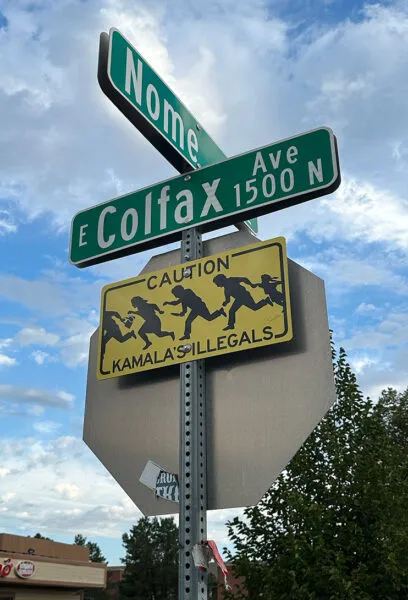 Nome
E Colfax Ave
1500 N
CAUTION
KAMALA'S ILLEGALS